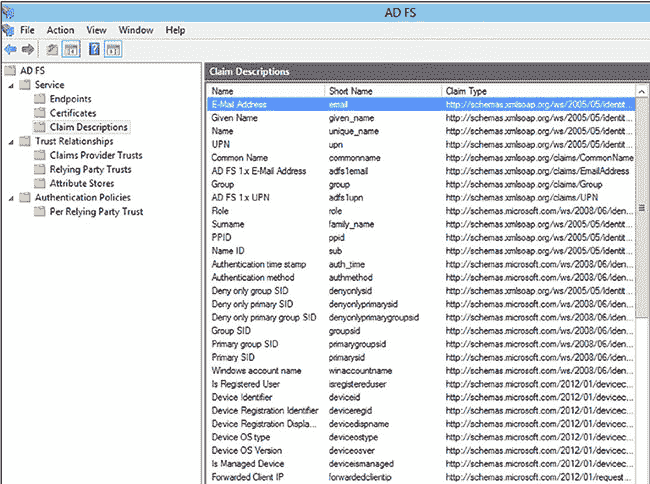 AD FS
File Action View Window Help
AD FS
Service
Endpoints
Certificates
Claim Descriptions
Trust Relationships
Claims Provider Trusts
Relying Party Trusts
Attribute Stores
Authentication Policies
Per Relying Party Trust
Claim Descriptions
Name Short Name Claim Type
E-Mail Address email http://schemas.xmlsoap.org/ws/2005/05/identit...
Given Name given_name http://schemas.xmlsoap.org/ws/2005/05/identit...
Name unique_name http://schemas.xmlsoap.org/ws/2005/05/identit...
UPN upn http://schemas.xmlsoap.org/ws/2005/05/identit...
Common Name commonname http://schemas.xmlsoap.org/claims/CommonName
AD FS 1.x E-Mail Address adfs1email http://schemas.xmlsoap.org/claims/EmailAddress
Group group http://schemas.xmlsoap.org/claims/Group
AD FS 1.x UPN adfs1upn http://schemas.xmlsoap.org/claims/UPN
Role role http://schemas.microsoft.com/ws/2008/06/iden...
Surname family_name http://schemas.xmlsoap.org/ws/2005/05/identit...
PPID ppid http://schemas.xmlsoap.org/ws/2005/05/identit...
Name ID sub http://schemas.xmlsoap.org/ws/2005/05/identit...
Authentication time stamp auth_time http://schemas.microsoft.com/ws/2008/06/iden...
Authentication method authmethod http://schemas.microsoft.com/ws/2008/06/iden...
Deny only group SID denyonlysid http://schemas.xmlsoap.org/ws/2005/05/identit...
Deny only primary SID denyonlyprimarysid http://schemas.microsoft.com/ws/2008/06/iden...
Deny only primary group SID denyonlyprimarygroupsid http://schemas.microsoft.com/ws/2008/06/iden...
Group SID groupsid http://schemas.microsoft.com/ws/2008/06/iden...
Primary group SID primarygroupsid http://schemas.microsoft.com/ws/2008/06/iden...
Primary SID primarysid http://schemas.microsoft.com/ws/2008/06/iden...
Windows account name winaccountname http://schemas.microsoft.com/ws/2008/06/iden...
Is Registered User isregistereduser http://schemas.microsoft.com/2012/01/devicec...
Device Identifier deviceid http://schemas.microsoft.com/2012/01/devicec...
Device Registration Identifier deviceregid http://schemas.microsoft.com/2012/01/devicec...
Device Registration Displa... devicedispname http://schemas.microsoft.com/2012/01/devicec...
Device OS type deviceostype http://schemas.microsoft.com/2012/01/devicec...
Device OS Version deviceosver http://schemas.microsoft.com/2012/01/devicec...
Is Managed Device deviceismanaged http://schemas.microsoft.com/2012/01/devicec...
Forwarded Client IP forwardedclientip http://schemas.microsoft.com/2012/01/request...